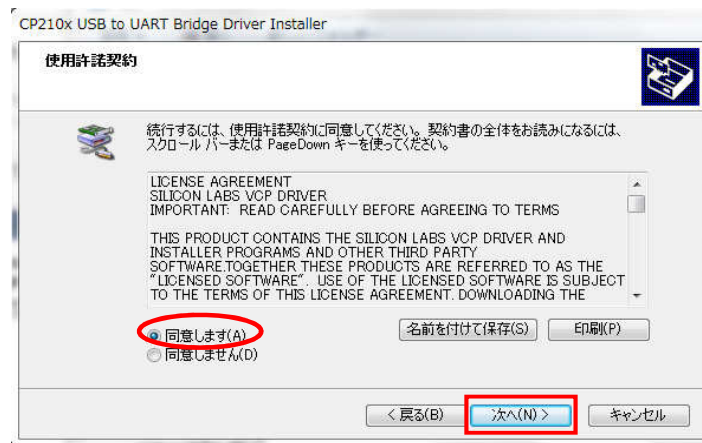 CP210x USB to UART Bridge Driver Installer
使用許諾契約
続行するには、使用許諾契約に同意してください。契約書の全体をお読みになるには、
スクロール バーまたは PageDown キーを使ってください。
LICENSE AGREEMENT
SILICON LABS VCP DRIVER
IMPORTANT: READ CAREFULLY BEFORE AGREEING TO TERMS
THIS PRODUCT CONTAINS THE SILICON LABS VCP DRIVER AND
INSTALLER PROGRAMS AND OTHER THIRD PARTY
SOFTWARE.TOGETHER THESE PRODUCTS ARE REFERRED TO AS THE
"LICENSED SOFTWARE". USE OF THE LICENSED SOFTWARE IS SUBJECT
TO THE TERMS OF THIS LICENSE AGREEMENT. DOWNLOADING THE
同意します(A)
名前を付けて保存(S) 印刷(P)
同意しません(D)
< 戻る(B) 次へ(N) > キャンセル